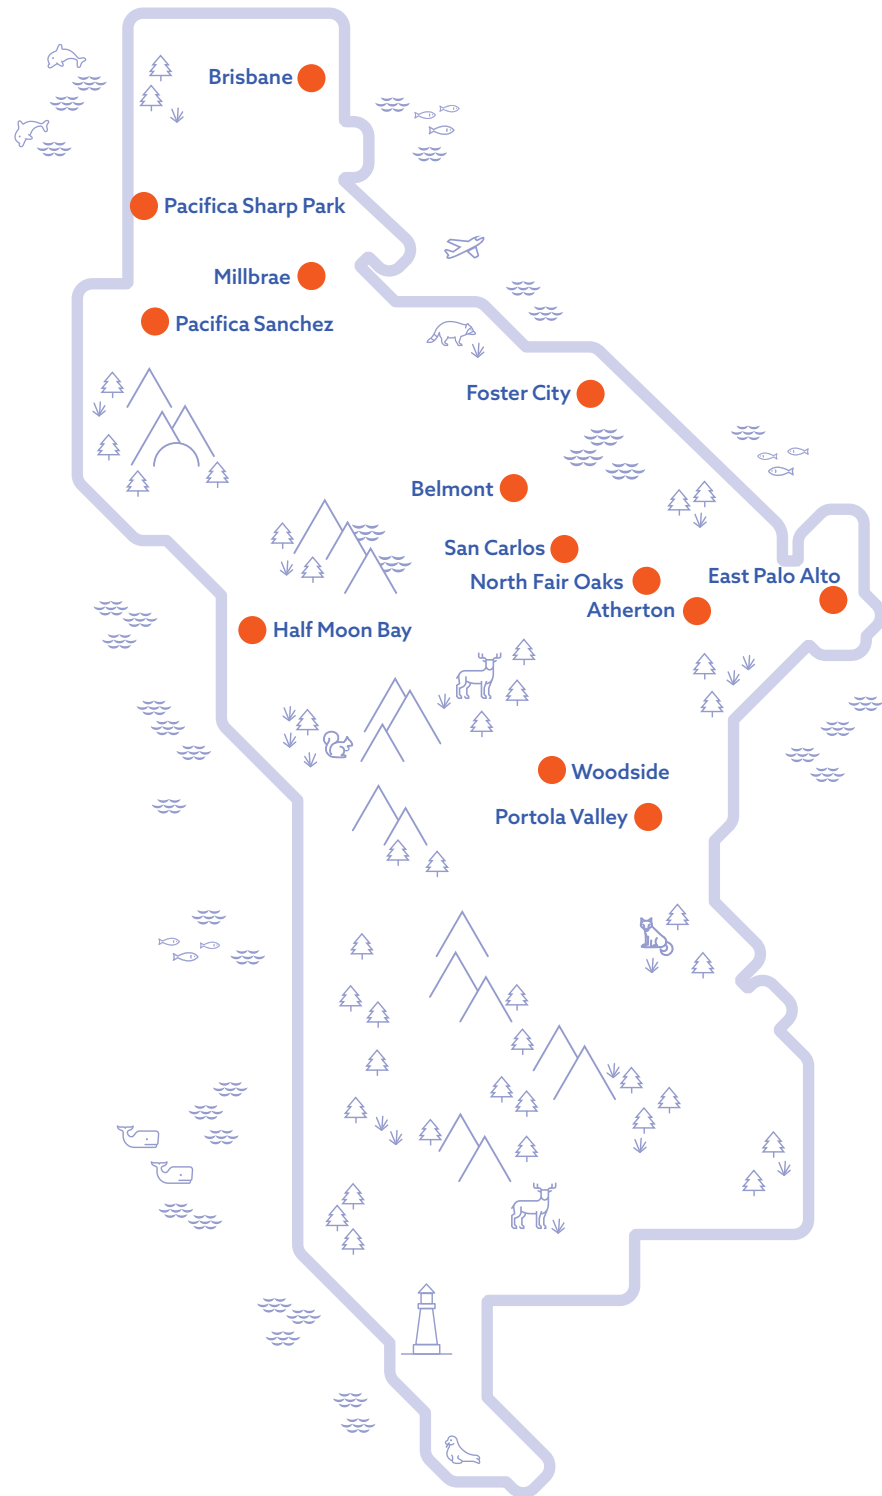 Brisbane
Pacifica Sharp Park
Millbrae
Pacifica Sanchez
Foster City
Belmont
San Carlos
North Fair Oaks
East Palo Alto
Atherton
Half Moon Bay
Woodside
Portola Valley